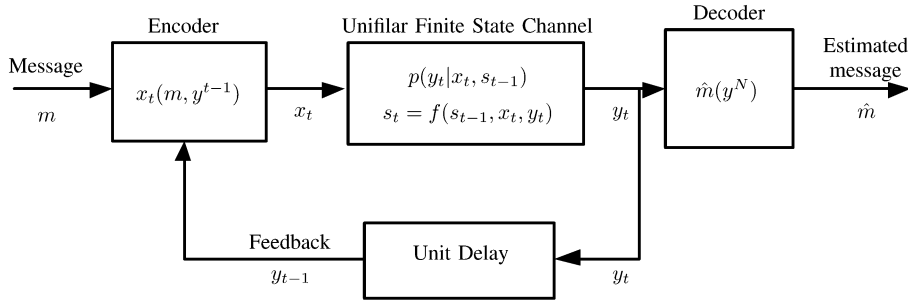 Encoder
Unifilar Finite State Channel
Decoder
Message
m
x_t(m, y^{t-1})
x_t
p(y_t|x_t, s_{t-1})
s_t = f(s_{t-1}, x_t, y_t)
y_t
m̂(y^N)
Estimated
message
m̂
Feedback
y_{t-1}
Unit Delay
y_t